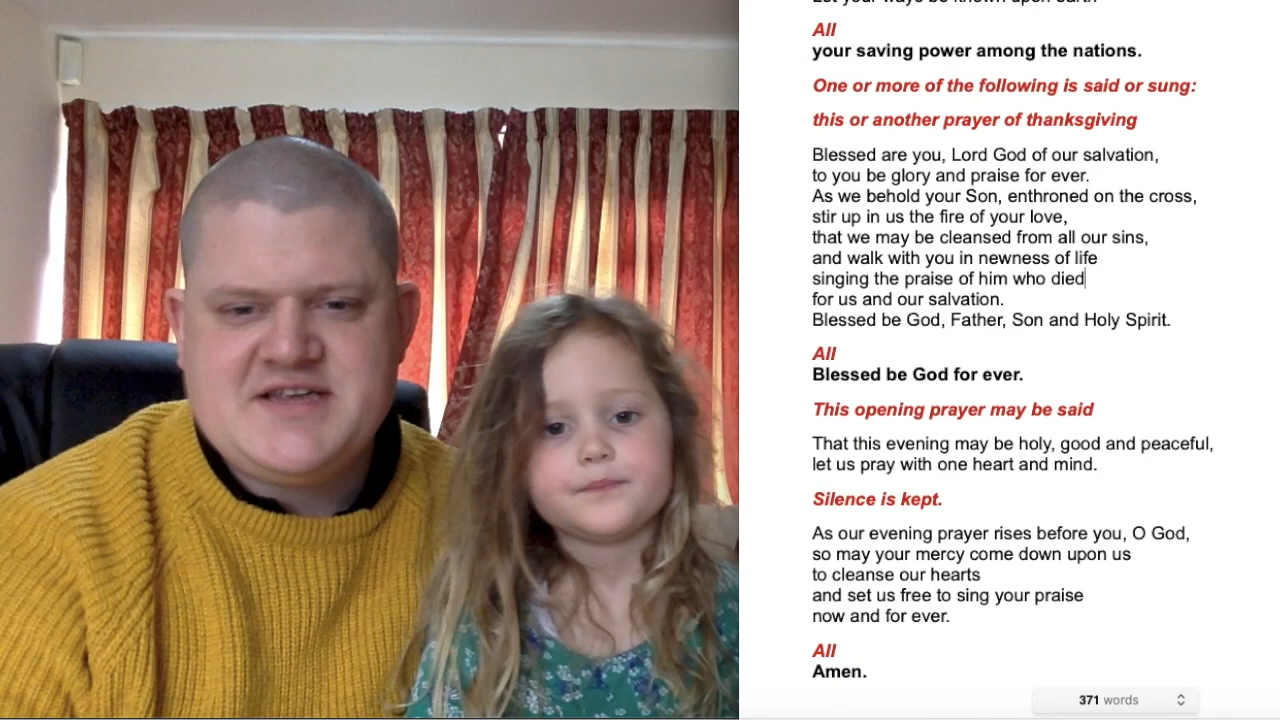 All
your saving power among the nations.
One or more of the following is said or sung:
this or another prayer of thanksgiving
Blessed are you, Lord God of our salvation,
to you be glory and praise for ever.
As we behold your Son, enthroned on the cross,
stir up in us the fire of your love,
that we may be cleansed from all our sins,
and walk with you in newness of life
singing the praise of him who died
for us and our salvation.
Blessed be God, Father, Son and Holy Spirit.
All
Blessed be God for ever.
This opening prayer may be said
That this evening may be holy, good and peaceful,
let us pray with one heart and mind.
Silence is kept.
As our evening prayer rises before you, O God,
so may your mercy come down upon us
to cleanse our hearts
and set us free to sing your praise
now and for ever.
All
Amen.
371 words